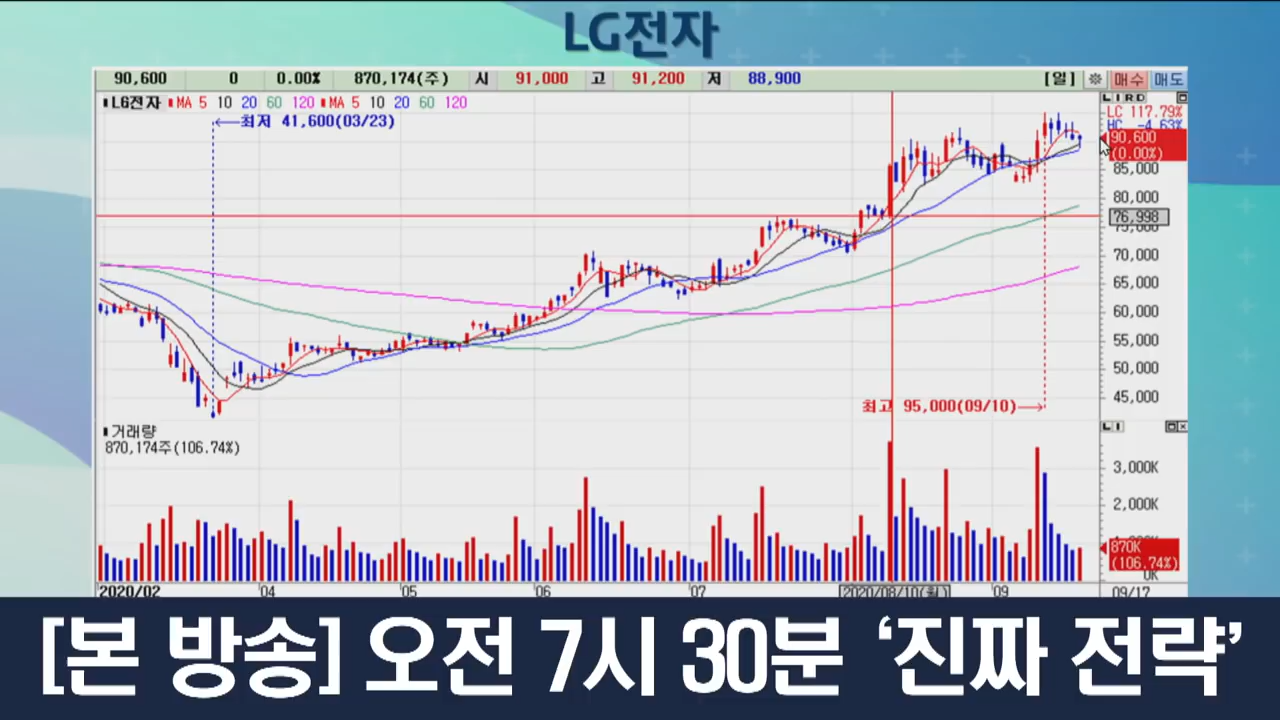 LG전자
90,600 0 0.00% 870,174(주) 시 91,000 고 91,200 저 88,900 [일] 매수 매도
LG전자 MA 5 10 20 60 120 MA 5 10 20 60 120
L I R D
최저 41,600(03/23)
LC 117.79%
HC -4.63%
90,600
(0.00%)
85,000
80,000
76,998
75,000
70,000
65,000
60,000
55,000
50,000
45,000
최고 95,000(09/10)
거래량
L I
870,174주(106.74%)
3,000K
2,000K
870K
(106.74%)
0K
2020/02 04 05 06 07 2020/08/10(월) 09 09/17
[본 방송] 오전 7시 30분 ‘진짜 전략’